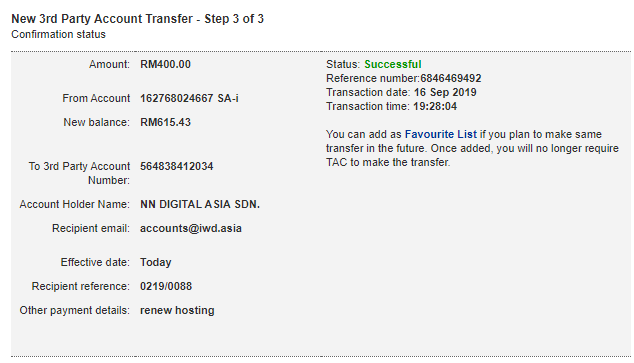 New 3rd Party Account Transfer - Step 3 of 3
Confirmation status
Amount: RM400.00
From Account 162768024667 SA-i
New balance: RM615.43
To 3rd Party Account Number: 564838412034
Account Holder Name: NN DIGITAL ASIA SDN.
Recipient email: accounts@iwd.asia
Effective date: Today
Recipient reference: 0219/0088
Other payment details: renew hosting
Status: Successful
Reference number:6846469492
Transaction date: 16 Sep 2019
Transaction time: 19:28:04
You can add as Favourite List if you plan to make same
transfer in the future. Once added, you will no longer require
TAC to make the transfer.